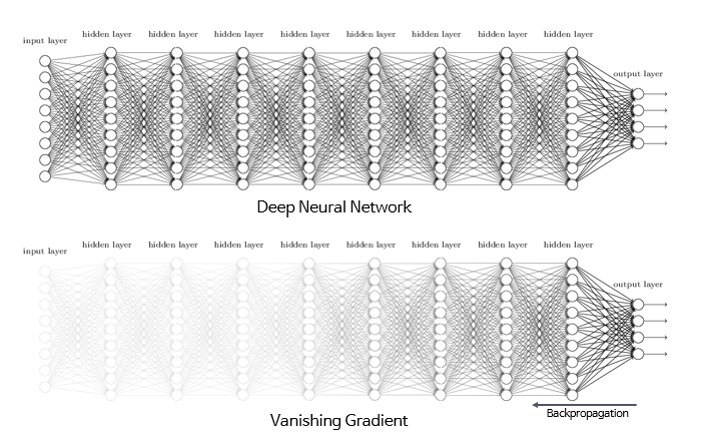 input layer
hidden layer hidden layer hidden layer hidden layer hidden layer hidden layer hidden layer hidden layer
output layer
Deep Neural Network
input layer
hidden layer hidden layer hidden layer hidden layer hidden layer hidden layer hidden layer hidden layer
output layer
Backpropagation
Vanishing Gradient